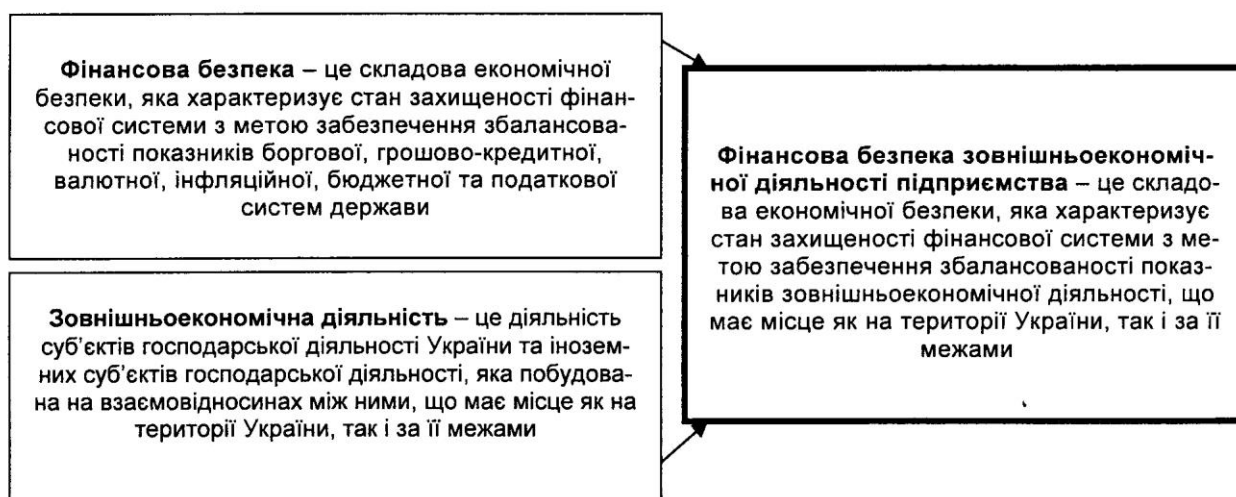 Фінансова безпека – це складова економічної
безпеки, яка характеризує стан захищеності фінан-
сової системи з метою забезпечення збалансова-
ності показників боргової, грошово-кредитної,
валютної, інфляційної, бюджетної та податкової
систем держави
Зовнішньоекономічна діяльність – це діяльність
суб'єктів господарської діяльності України та інозем-
них суб'єктів господарської діяльності, яка побудова-
на на взаємовідносинах між ними, що має місце як на
території України, так і за її межами
Фінансова безпека зовнішньоекономіч-
ної діяльності підприємства – це складо-
ва економічної безпеки, яка характеризує
стан захищеності фінансової системи з ме-
тою забезпечення збалансованості показ-
ників зовнішньоекономічної діяльності, що
має місце як на території України, так і за її
межами